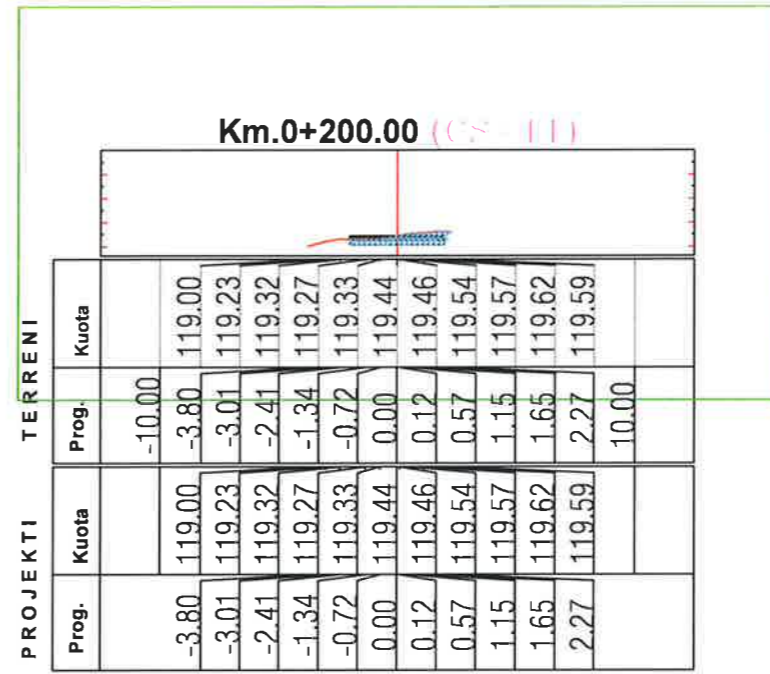 Km.0+200.00 (CS - 11)
TERRENI
Kuota 119.00 119.23 119.32 119.27 119.33 119.44 119.46 119.54 119.57 119.62 119.59
Prog. -10.00 -3.80 -3.01 -2.41 -1.34 -0.72 0.00 0.12 0.57 1.15 1.65 2.27 10.00
PROJEKTI
Kuota 119.00 119.23 119.32 119.27 119.33 119.44 119.46 119.54 119.57 119.62 119.59
Prog. -3.80 -3.01 -2.41 -1.34 -0.72 0.00 0.12 0.57 1.15 1.65 2.27